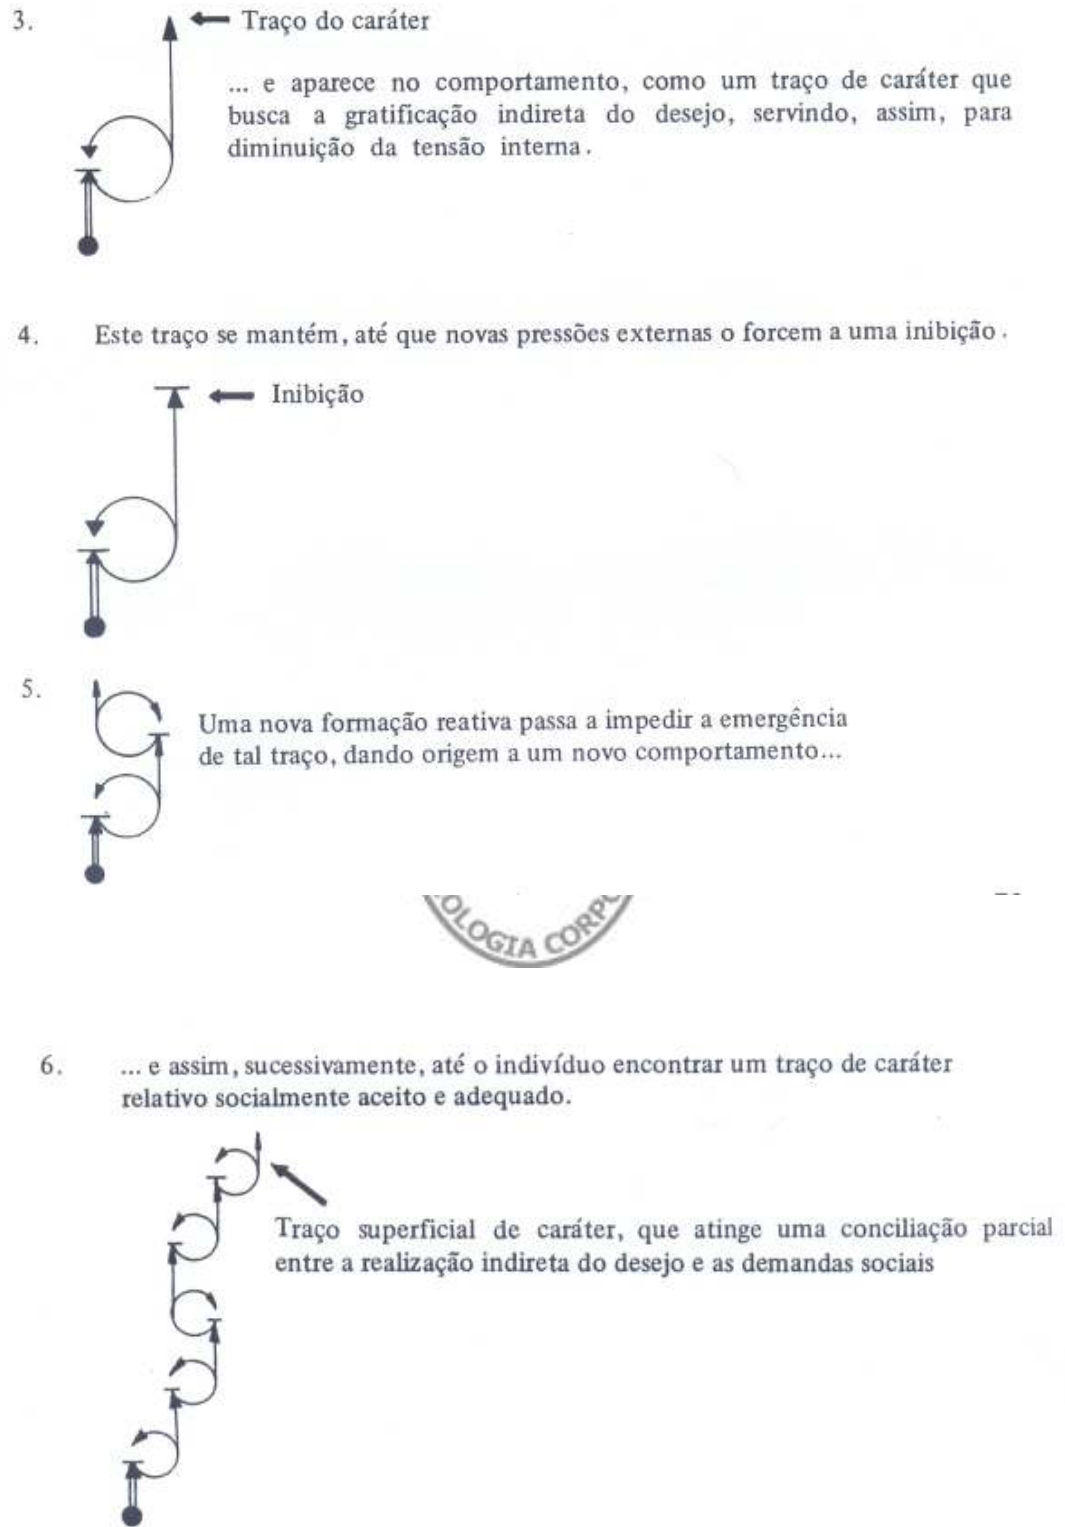 3.
Traço do caráter
... e aparece no comportamento, como um traço de caráter que
busca a gratificação indireta do desejo, servindo, assim, para
diminuição da tensão interna.
4. Este traço se mantém, até que novas pressões externas o forcem a uma inibição.
Inibição
5.
Uma nova formação reativa passa a impedir a emergência
de tal traço, dando origem a um novo comportamento...
OLOGIA CORPO
6. ... e assim, sucessivamente, até o indivíduo encontrar um traço de caráter
relativo socialmente aceito e adequado.
Traço superficial de caráter, que atinge uma conciliação parcial
entre a realização indireta do desejo e as demandas sociais